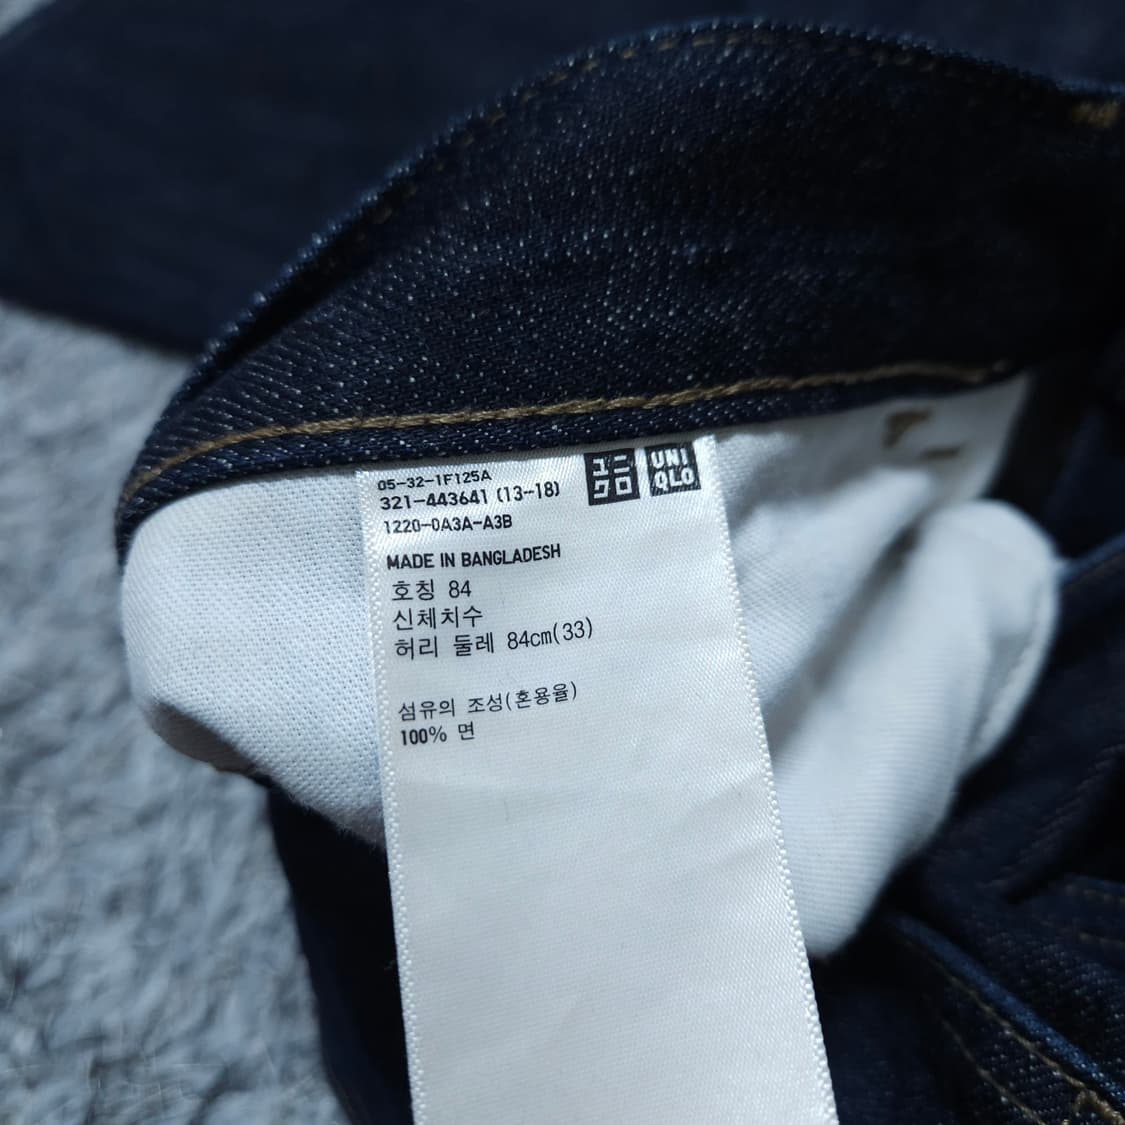 05-32-1F125A
321-443641 (13-18)
1220-0A3A-A3B
ユニ
クロ
UNI
QLO
MADE IN BANGLADESH
호칭 84
신체치수
허리 둘레 84cm(33)
섬유의 조성(혼용율)
100% 면